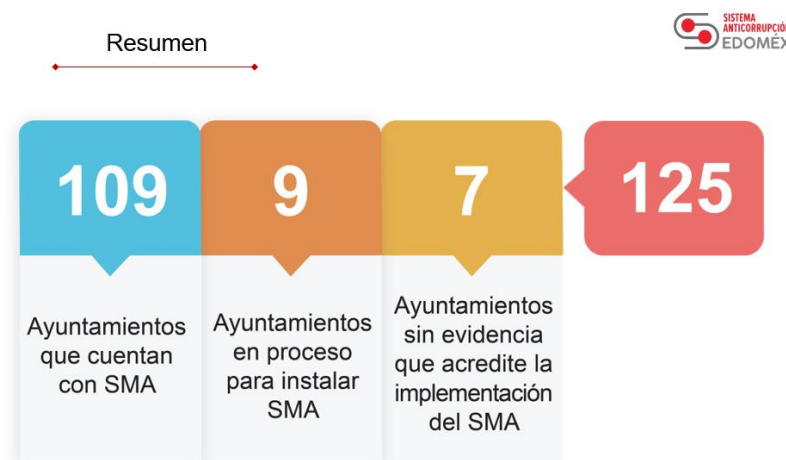 Resumen
SISTEMA
ANTICORRUPCIÓN
EDOMÉX
109
9
7
125
Ayuntamientos
que cuentan
con SMA
Ayuntamientos
en proceso
para instalar
SMA
Ayuntamientos
sin evidencia
que acredite la
implementación
del SMA